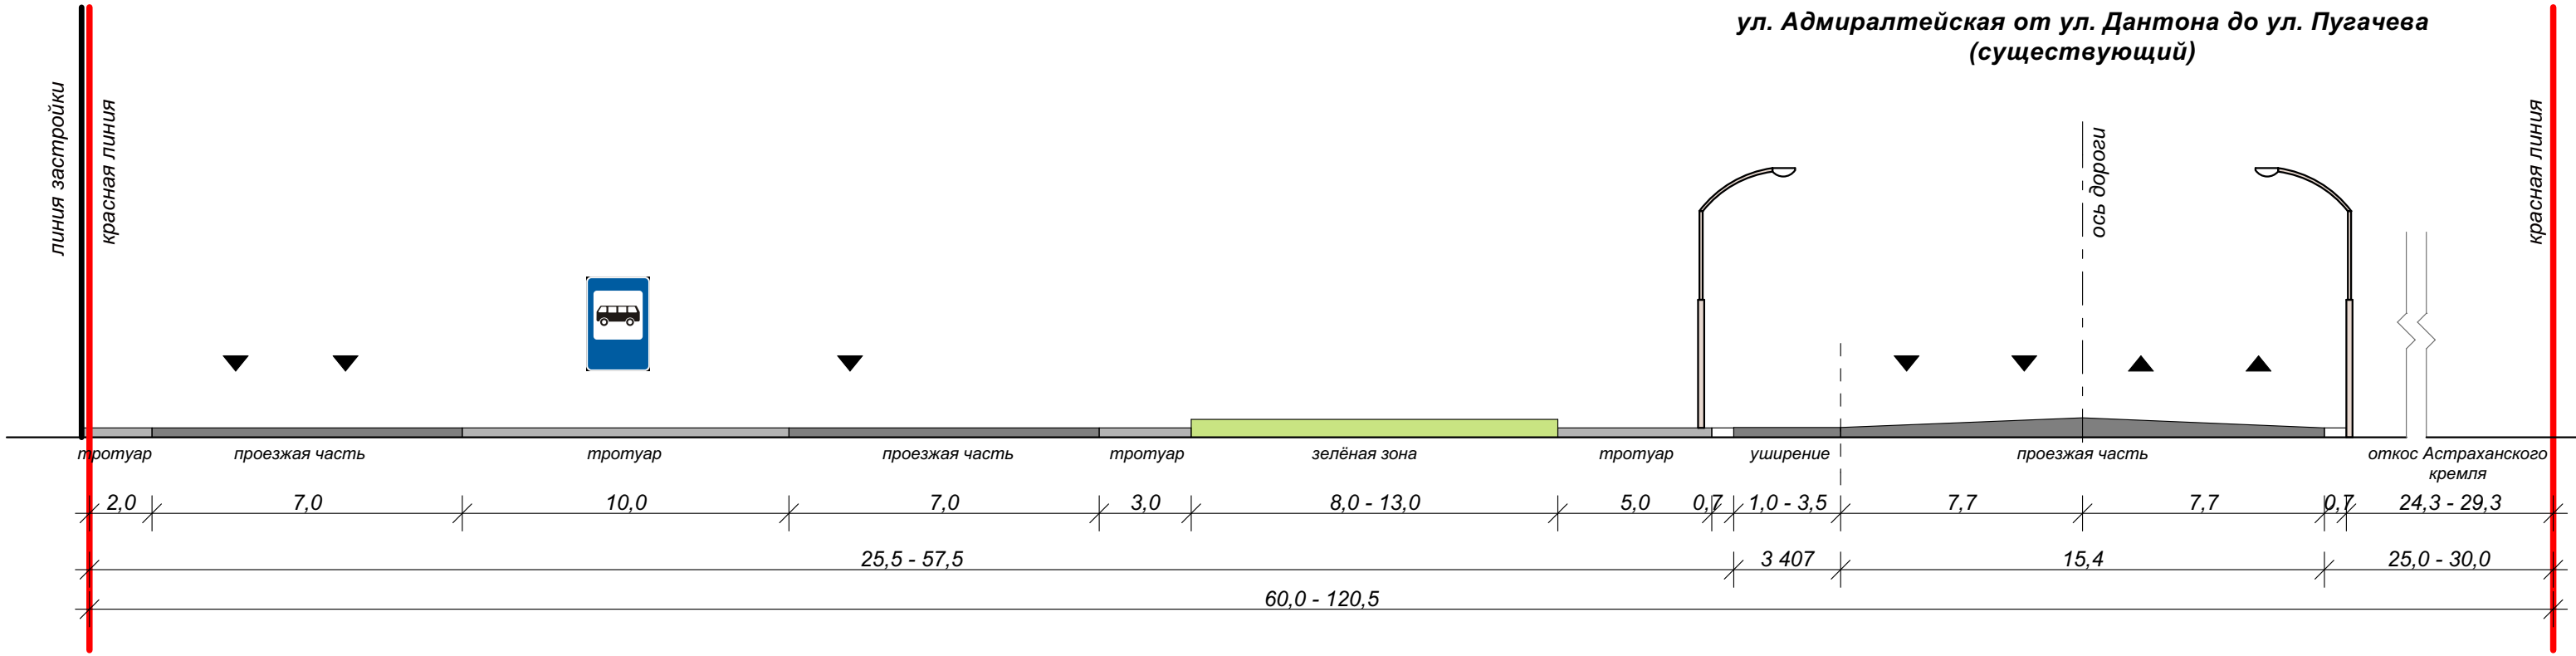 ул. Адмиралтейская от ул. Дантона до ул. Пугачева
(существующий)
линия застройки
красная линия
ось дороги
красная линия
тротуар
проезжая часть
тротуар
проезжая часть
тротуар
зелёная зона
тротуар
уширение
проезжая часть
откос Астраханского
кремля
2,0
7,0
10,0
7,0
3,0
8,0 - 13,0
5,0
0,7
1,0 - 3,5
7,7
7,7
0,7
24,3 - 29,3
25,5 - 57,5
3 407
15,4
25,0 - 30,0
60,0 - 120,5